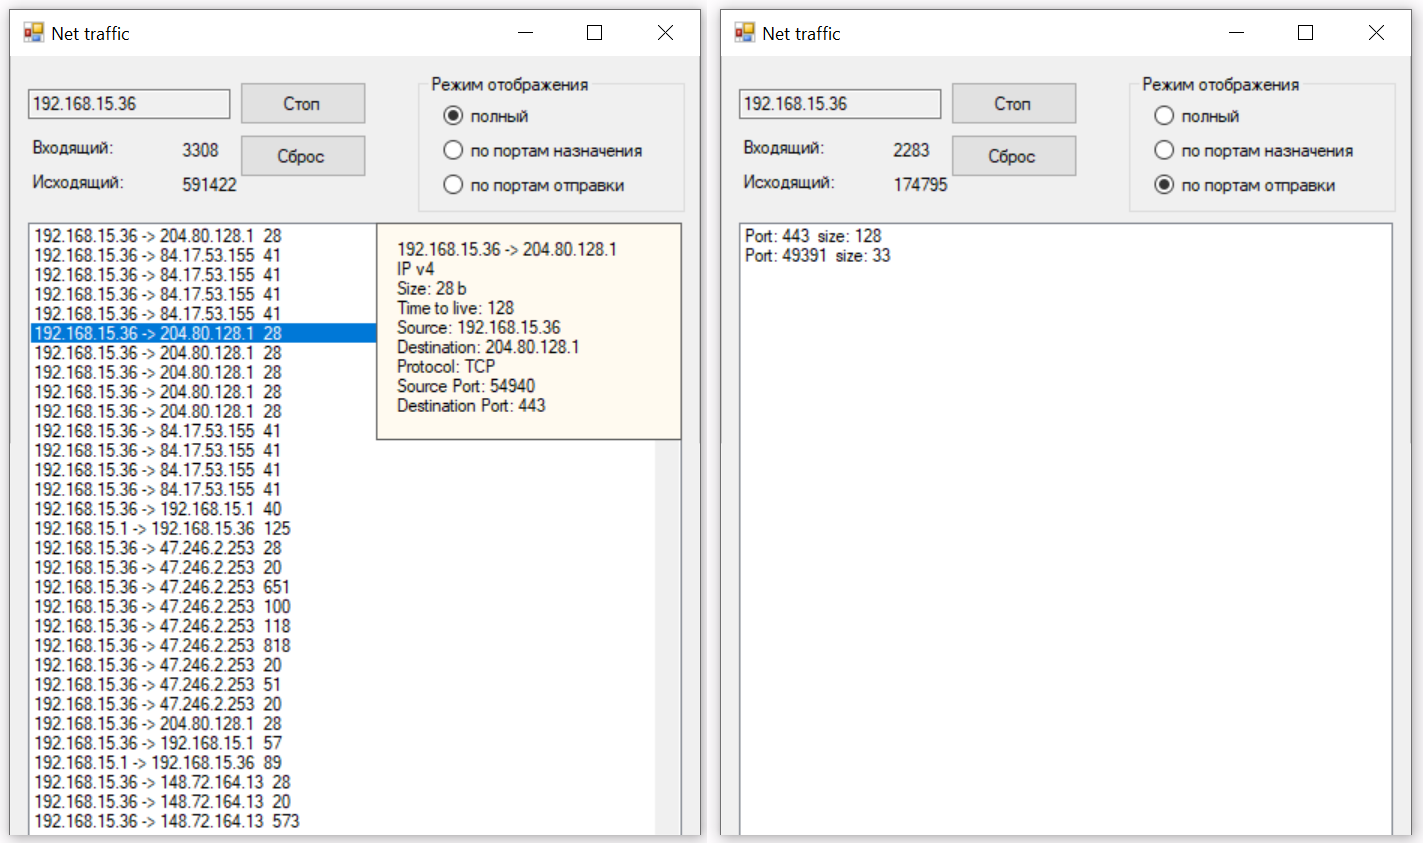 Net traffic
192.168.15.36
Стоп
Входящий: 3308
Сброс
Исходящий: 591422
Режим отображения
полный
по портам назначения
по портам отправки
192.168.15.36 -> 204.80.128.1 28
192.168.15.36 -> 84.17.53.155 41
192.168.15.36 -> 84.17.53.155 41
192.168.15.36 -> 84.17.53.155 41
192.168.15.36 -> 84.17.53.155 41
192.168.15.36 -> 204.80.128.1 28
192.168.15.36 -> 204.80.128.1 28
192.168.15.36 -> 204.80.128.1 28
192.168.15.36 -> 204.80.128.1 28
192.168.15.36 -> 204.80.128.1 28
192.168.15.36 -> 84.17.53.155 41
192.168.15.36 -> 84.17.53.155 41
192.168.15.36 -> 84.17.53.155 41
192.168.15.36 -> 84.17.53.155 41
192.168.15.36 -> 192.168.15.1 40
192.168.15.1 -> 192.168.15.36 125
192.168.15.36 -> 47.246.2.253 28
192.168.15.36 -> 47.246.2.253 20
192.168.15.36 -> 47.246.2.253 651
192.168.15.36 -> 47.246.2.253 100
192.168.15.36 -> 47.246.2.253 118
192.168.15.36 -> 47.246.2.253 818
192.168.15.36 -> 47.246.2.253 20
192.168.15.36 -> 47.246.2.253 51
192.168.15.36 -> 47.246.2.253 20
192.168.15.36 -> 204.80.128.1 28
192.168.15.36 -> 192.168.15.1 57
192.168.15.1 -> 192.168.15.36 89
192.168.15.36 -> 148.72.164.13 28
192.168.15.36 -> 148.72.164.13 20
192.168.15.36 -> 148.72.164.13 573
192.168.15.36 -> 204.80.128.1
IP v4
Size: 28 b
Time to live: 128
Source: 192.168.15.36
Destination: 204.80.128.1
Protocol: TCP
Source Port: 54940
Destination Port: 443
Net traffic
192.168.15.36
Стоп
Входящий: 2283
Сброс
Исходящий: 174795
Режим отображения
полный
по портам назначения
по портам отправки
Port: 443 size: 128
Port: 49391 size: 33